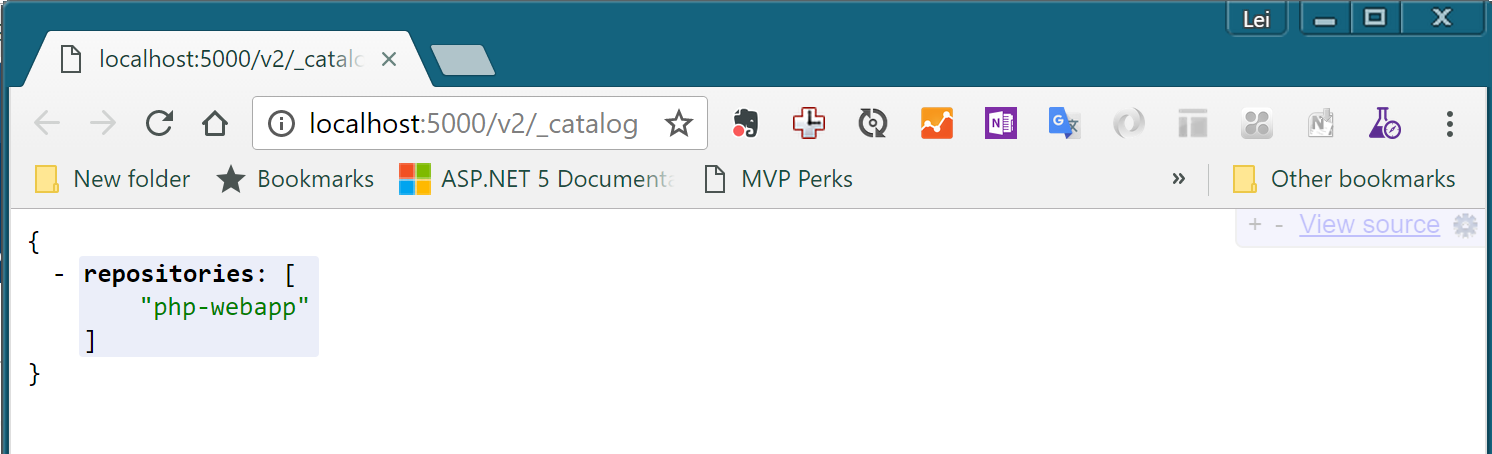 Lei
localhost:5000/v2/_catalo
localhost:5000/v2/_catalog
New folder Bookmarks ASP.NET 5 Documenta MVP Perks » Other bookmarks
+ - View source
{
- repositories: [
"php-webapp"
]
}